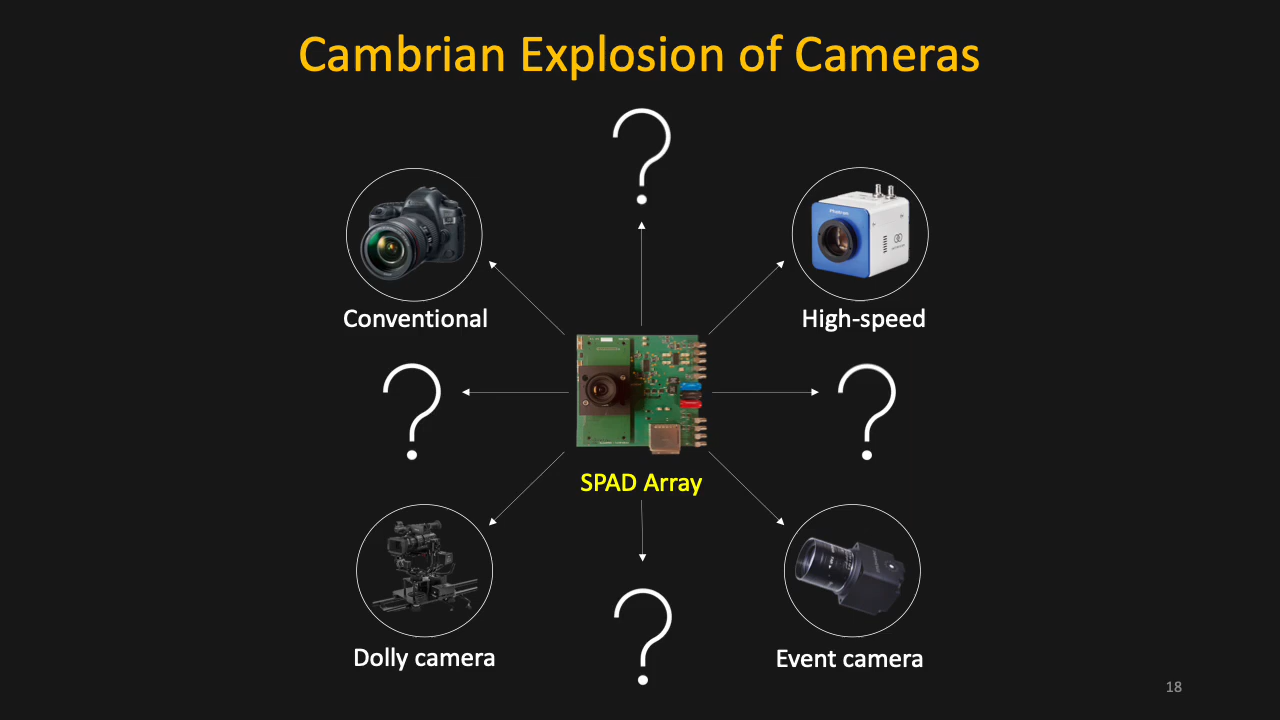 Cambrian Explosion of Cameras
?
Conventional
High-speed
?
?
SPAD Array
Dolly camera
Event camera
?
18